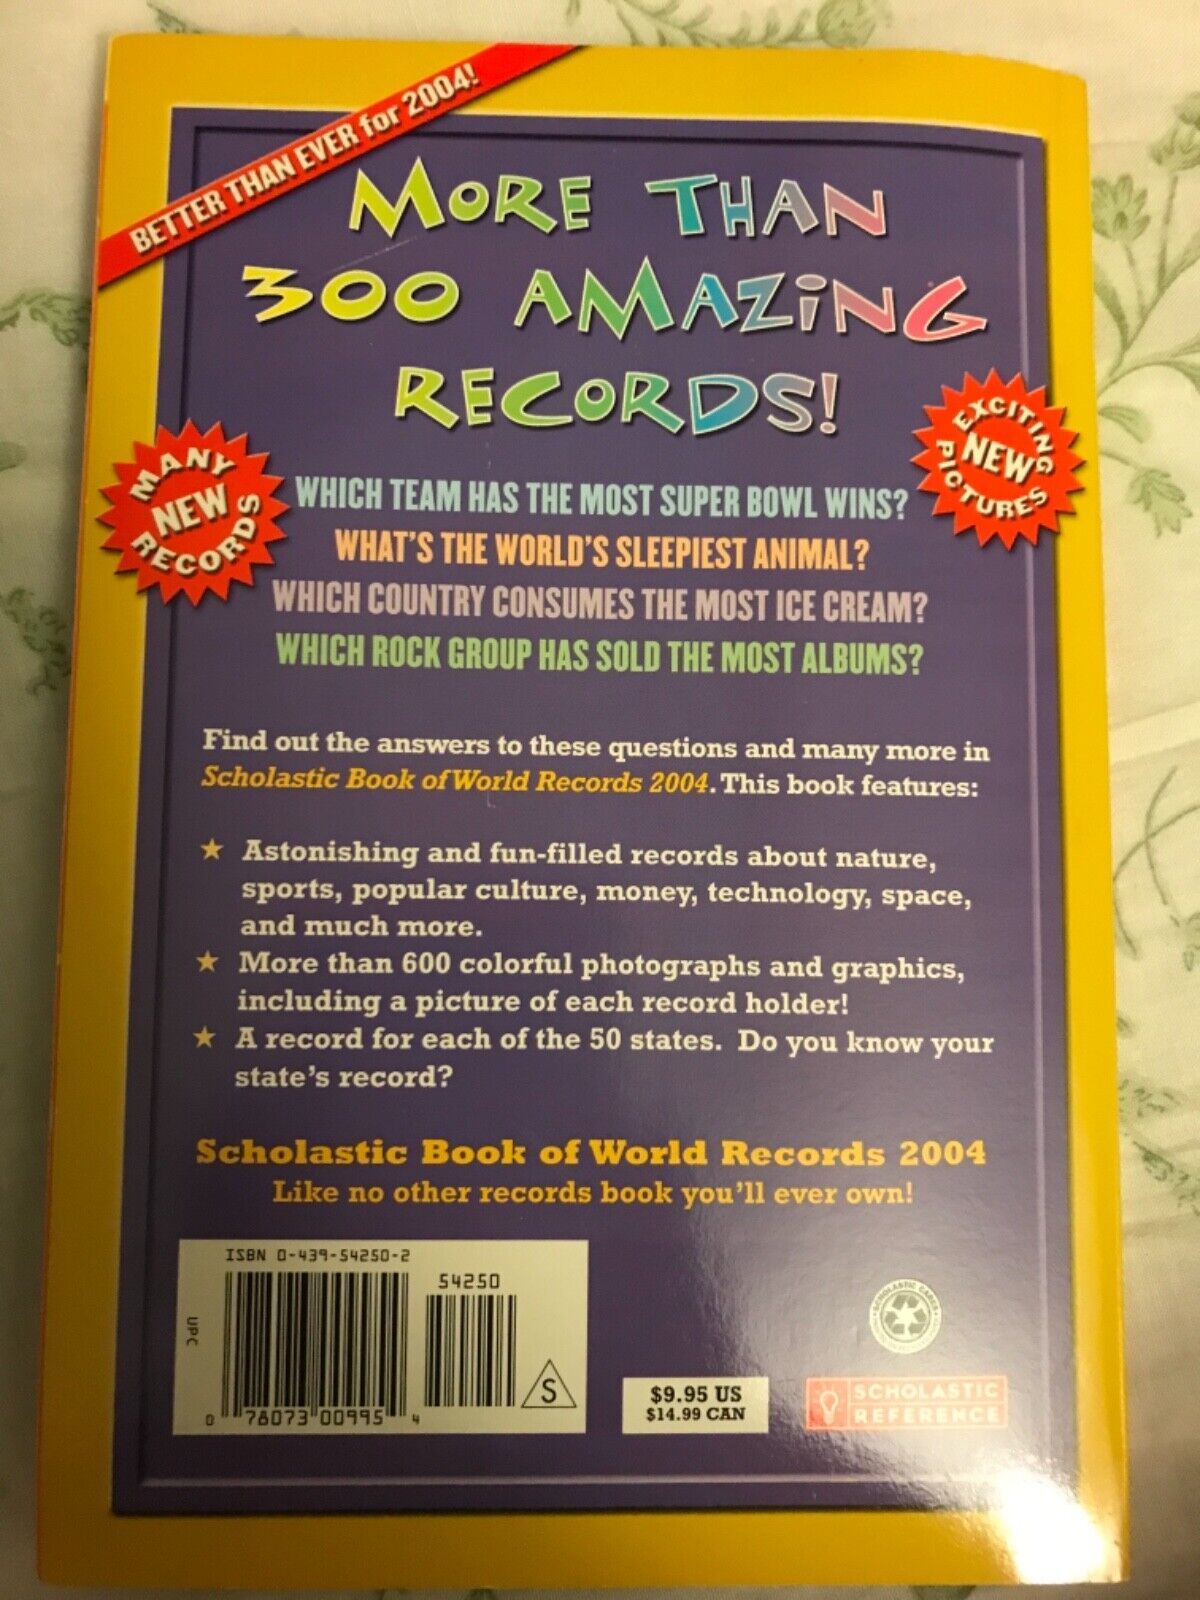 BETTER THAN EVER for 2004!
MORE THAN
300 AMAZiNG
RECORDS!
MANY
NEW
RECORDS
EXCITING
NEW
PICTURES
WHICH TEAM HAS THE MOST SUPER BOWL WINS?
WHAT'S THE WORLD'S SLEEPIEST ANIMAL?
WHICH COUNTRY CONSUMES THE MOST ICE CREAM?
WHICH ROCK GROUP HAS SOLD THE MOST ALBUMS?
Find out the answers to these questions and many more in
Scholastic Book of World Records 2004. This book features:
★ Astonishing and fun-filled records about nature,
sports, popular culture, money, technology, space,
and much more.
★ More than 600 colorful photographs and graphics,
including a picture of each record holder!
★ A record for each of the 50 states. Do you know your
state's record?
Scholastic Book of World Records 2004
Like no other records book you'll ever own!
ISBN 0-439-54250-2
54250
UPC
0 78073 00995 4
S
$9.95 US
$14.99 CAN
SCHOLASTIC
REFERENCE